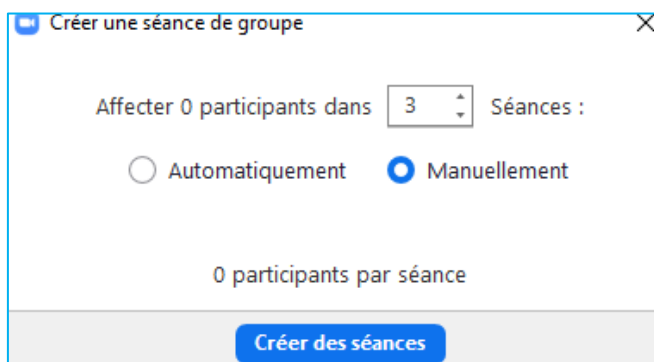 Créer une séance de groupe
Affecter 0 participants dans 3 Séances :
Automatiquement Manuellement
0 participants par séance
Créer des séances